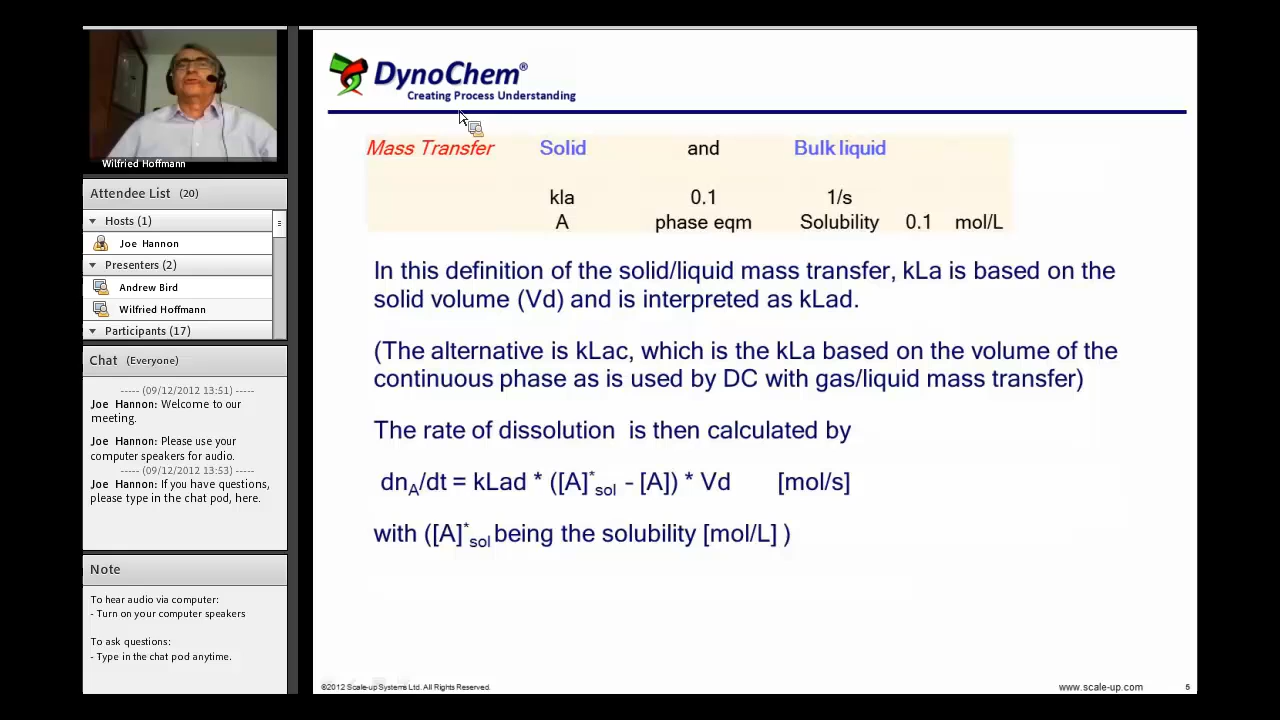 Wilfried Hoffmann
Attendee List (20)
Hosts (1)
Joe Hannon
Presenters (2)
Andrew Bird
Wilfried Hoffmann
Participants (17)
Chat (Everyone)
----- (09/12/2012 13:51) -----
Joe Hannon: Welcome to our
meeting.
Joe Hannon: Please use your
computer speakers for audio.
----- (09/12/2012 13:53) -----
Joe Hannon: If you have questions,
please type in the chat pod, here.
Note
To hear audio via computer:
- Turn on your computer speakers
To ask questions:
- Type in the chat pod anytime.
DynoChem®
Creating Process Understanding
Mass Transfer Solid and Bulk liquid
kla 0.1 1/s
A phase eqm Solubility 0.1 mol/L
In this definition of the solid/liquid mass transfer, kLa is based on the
solid volume (Vd) and is interpreted as kLad.
(The alternative is kLac, which is the kLa based on the volume of the
continuous phase as is used by DC with gas/liquid mass transfer)
The rate of dissolution is then calculated by
dnA/dt = kLad * ([A]*sol - [A]) * Vd [mol/s]
with ([A]*sol being the solubility [mol/L] )
©2012 Scale-up Systems Ltd. All Rights Reserved.
www.scale-up.com
5